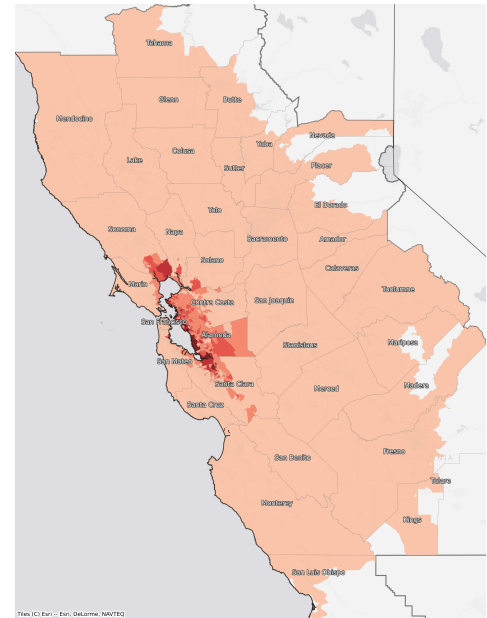 Tehama
Glenn
Butte
Mendocino
Nevada
Yuba
Colusa
Lake
Placer
Sutter
El Dorado
Yolo
Sonoma
Napa
Sacramento
Amador
Solano
Calaveras
Marin
Tuolumne
Contra Costa
San Joaquin
San Francisco
Alameda
Stanislaus
Mariposa
San Mateo
Santa Clara
Merced
Madera
Santa Cruz
Fresno
San Benito
Tulare
Monterey
Kings
San Luis Obispo
Tiles (C) Esri -- Esri, DeLorme, NAVTEQ